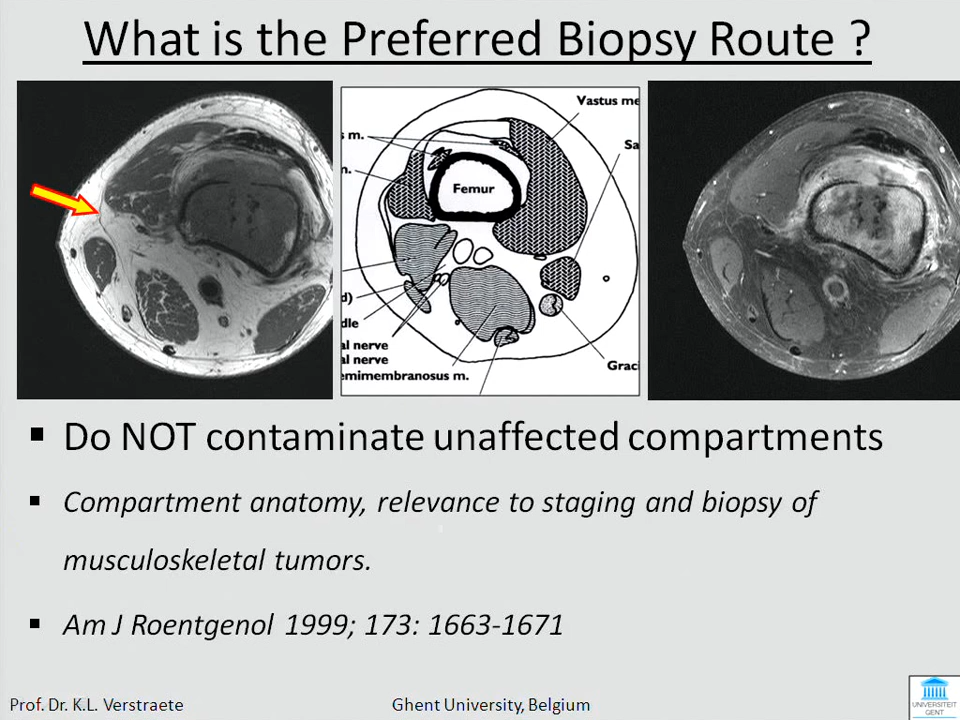 What is the Preferred Biopsy Route ?
Vastus me
s m.
Sa
n.
Femur
d)
dle
al nerve
al nerve
emimembranosus m.
Graci
▪ Do NOT contaminate unaffected compartments
▪ Compartment anatomy, relevance to staging and biopsy of
musculoskeletal tumors.
▪ Am J Roentgenol 1999; 173: 1663-1671
Prof. Dr. K.L. Verstraete
Ghent University, Belgium
UNIVERSITEIT
GENT